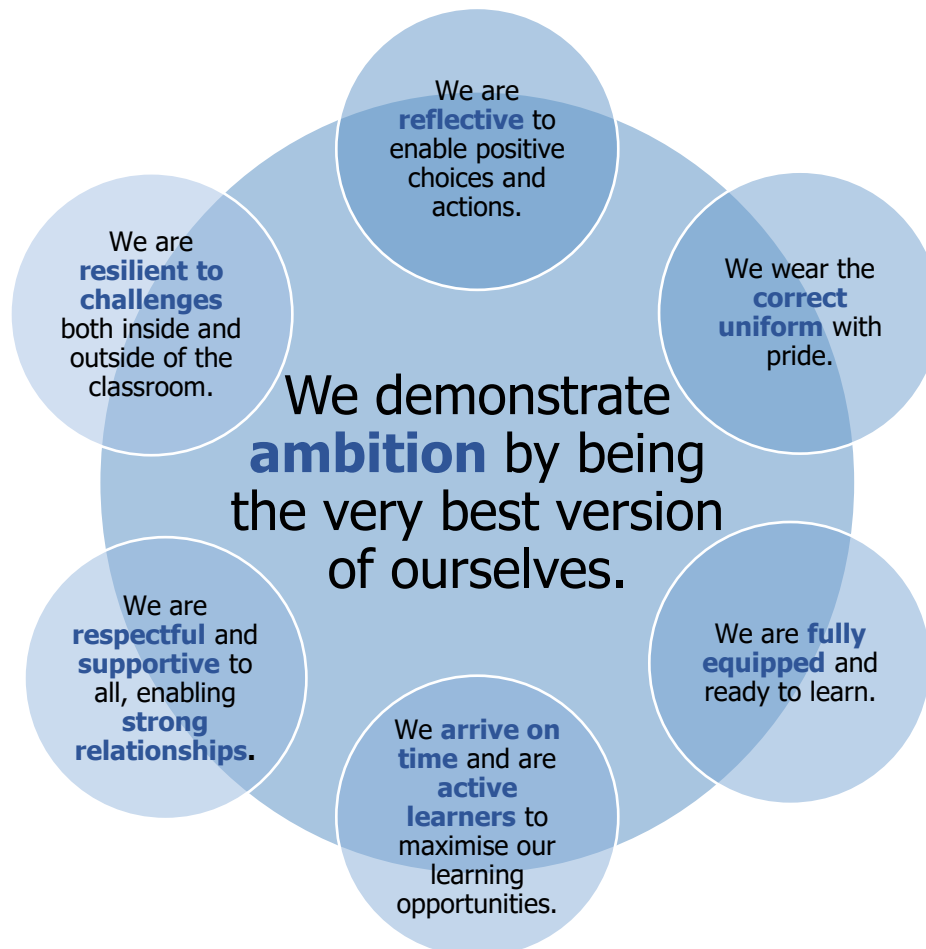 We are
reflective to
enable positive
choices and
actions.
We wear the
correct
uniform with
pride.
We are fully
equipped and
ready to learn.
We arrive on
time and are
active
learners to
maximise our
learning
opportunities.
We are
respectful and
supportive to
all, enabling
strong
relationships.
We are
resilient to
challenges
both inside and
outside of the
classroom.
We demonstrate
ambition by being
the very best version
of ourselves.